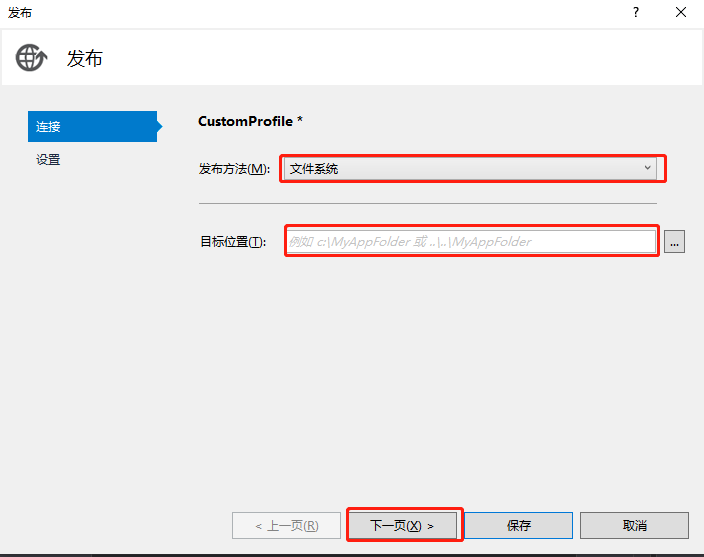 发布
?
发布
连接
设置
CustomProfile *
发布方法(M):
文件系统
目标位置(T):
例如 c:\MyAppFolder 或 ..\..\MyAppFolder
...
< 上一页(R)
下一页(X) >
保存
取消